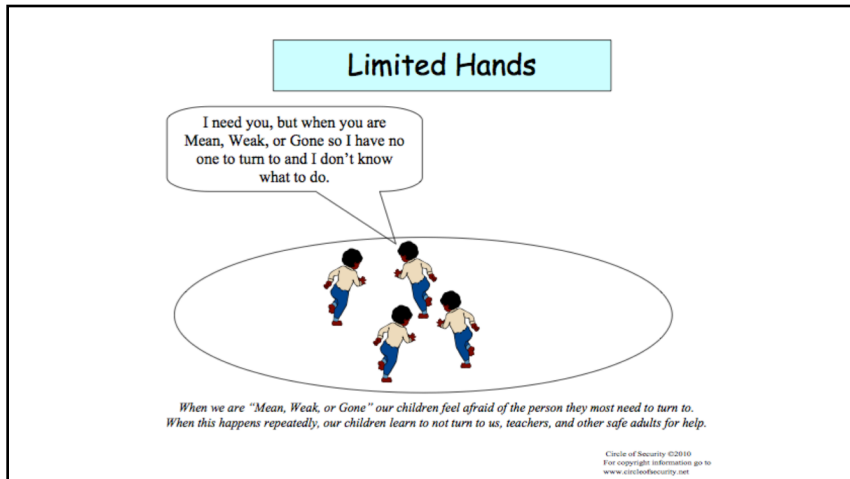 Limited Hands
I need you, but when you are
Mean, Weak, or Gone so I have no
one to turn to and I don't know
what to do.
When we are “Mean, Weak, or Gone” our children feel afraid of the person they most need to turn to.
When this happens repeatedly, our children learn to not turn to us, teachers, and other safe adults for help.
Circle of Security ©2010
For copyright information go to
www.circleofsecurity.net